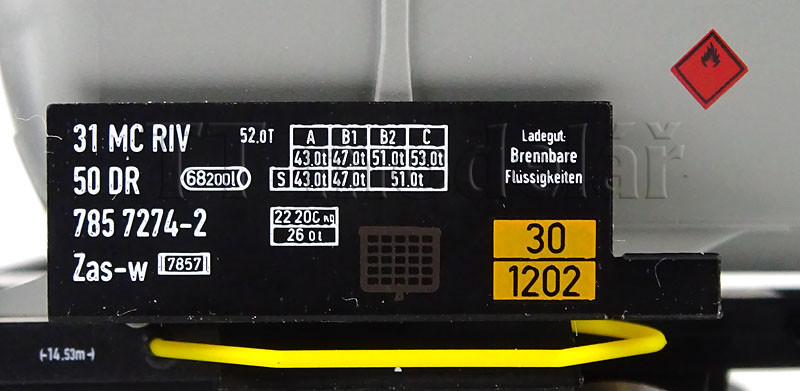 31 MC RIV
50 DR
785 7274-2
Zas-w
7857
52.0T
A B1 B2 C
43.0t 47.0t 51.0t 53.0t
S 43.0t 47.0t 51.0t
22 200 kg
26 0t
Ladegut:
Brennbare
Flüssigkeiten
30
1202
(-14.53m-)